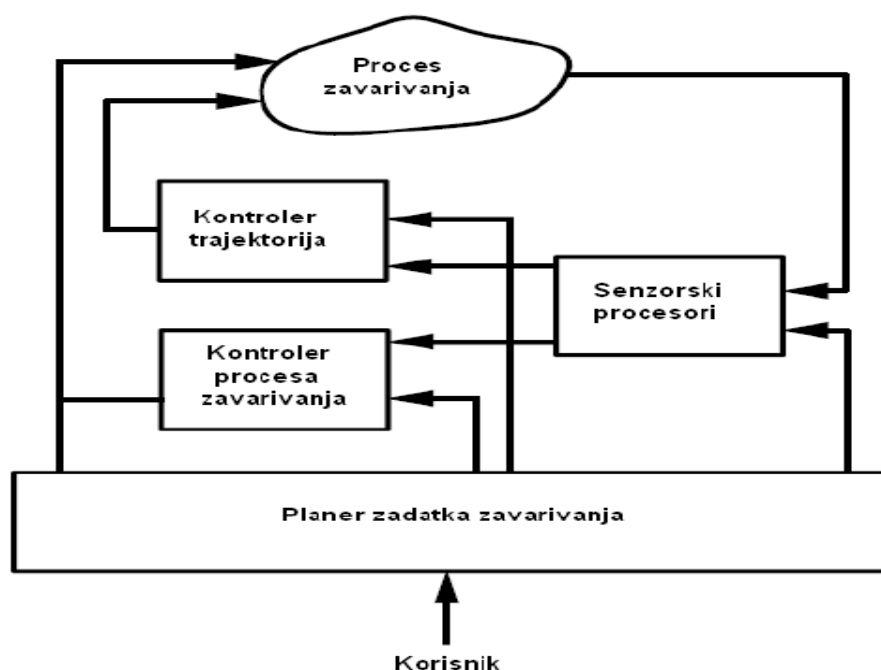 Proces
zavarivanja
Kontroler
trajektorija
Senzorski
procesori
Kontroler
procesa
zavarivanja
Planer zadatka zavarivanja
Korisnik